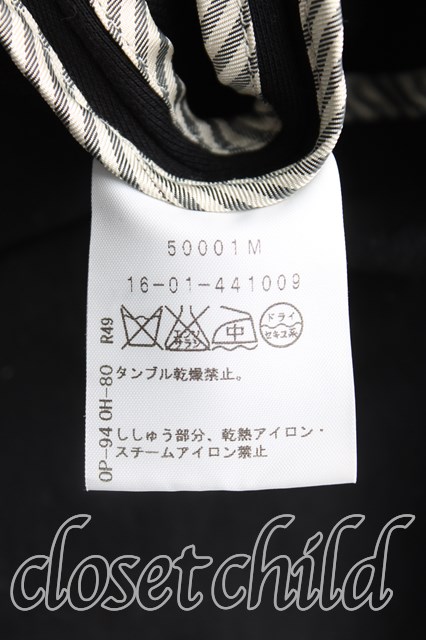 50001M
16-01-441009
エンソ
サラシ
中
ドライ
セキユ系
タンブル乾燥禁止。
ししゅう部分、乾熱アイロン・
スチームアイロン禁止
OP-94 OH-80 R49
closet child